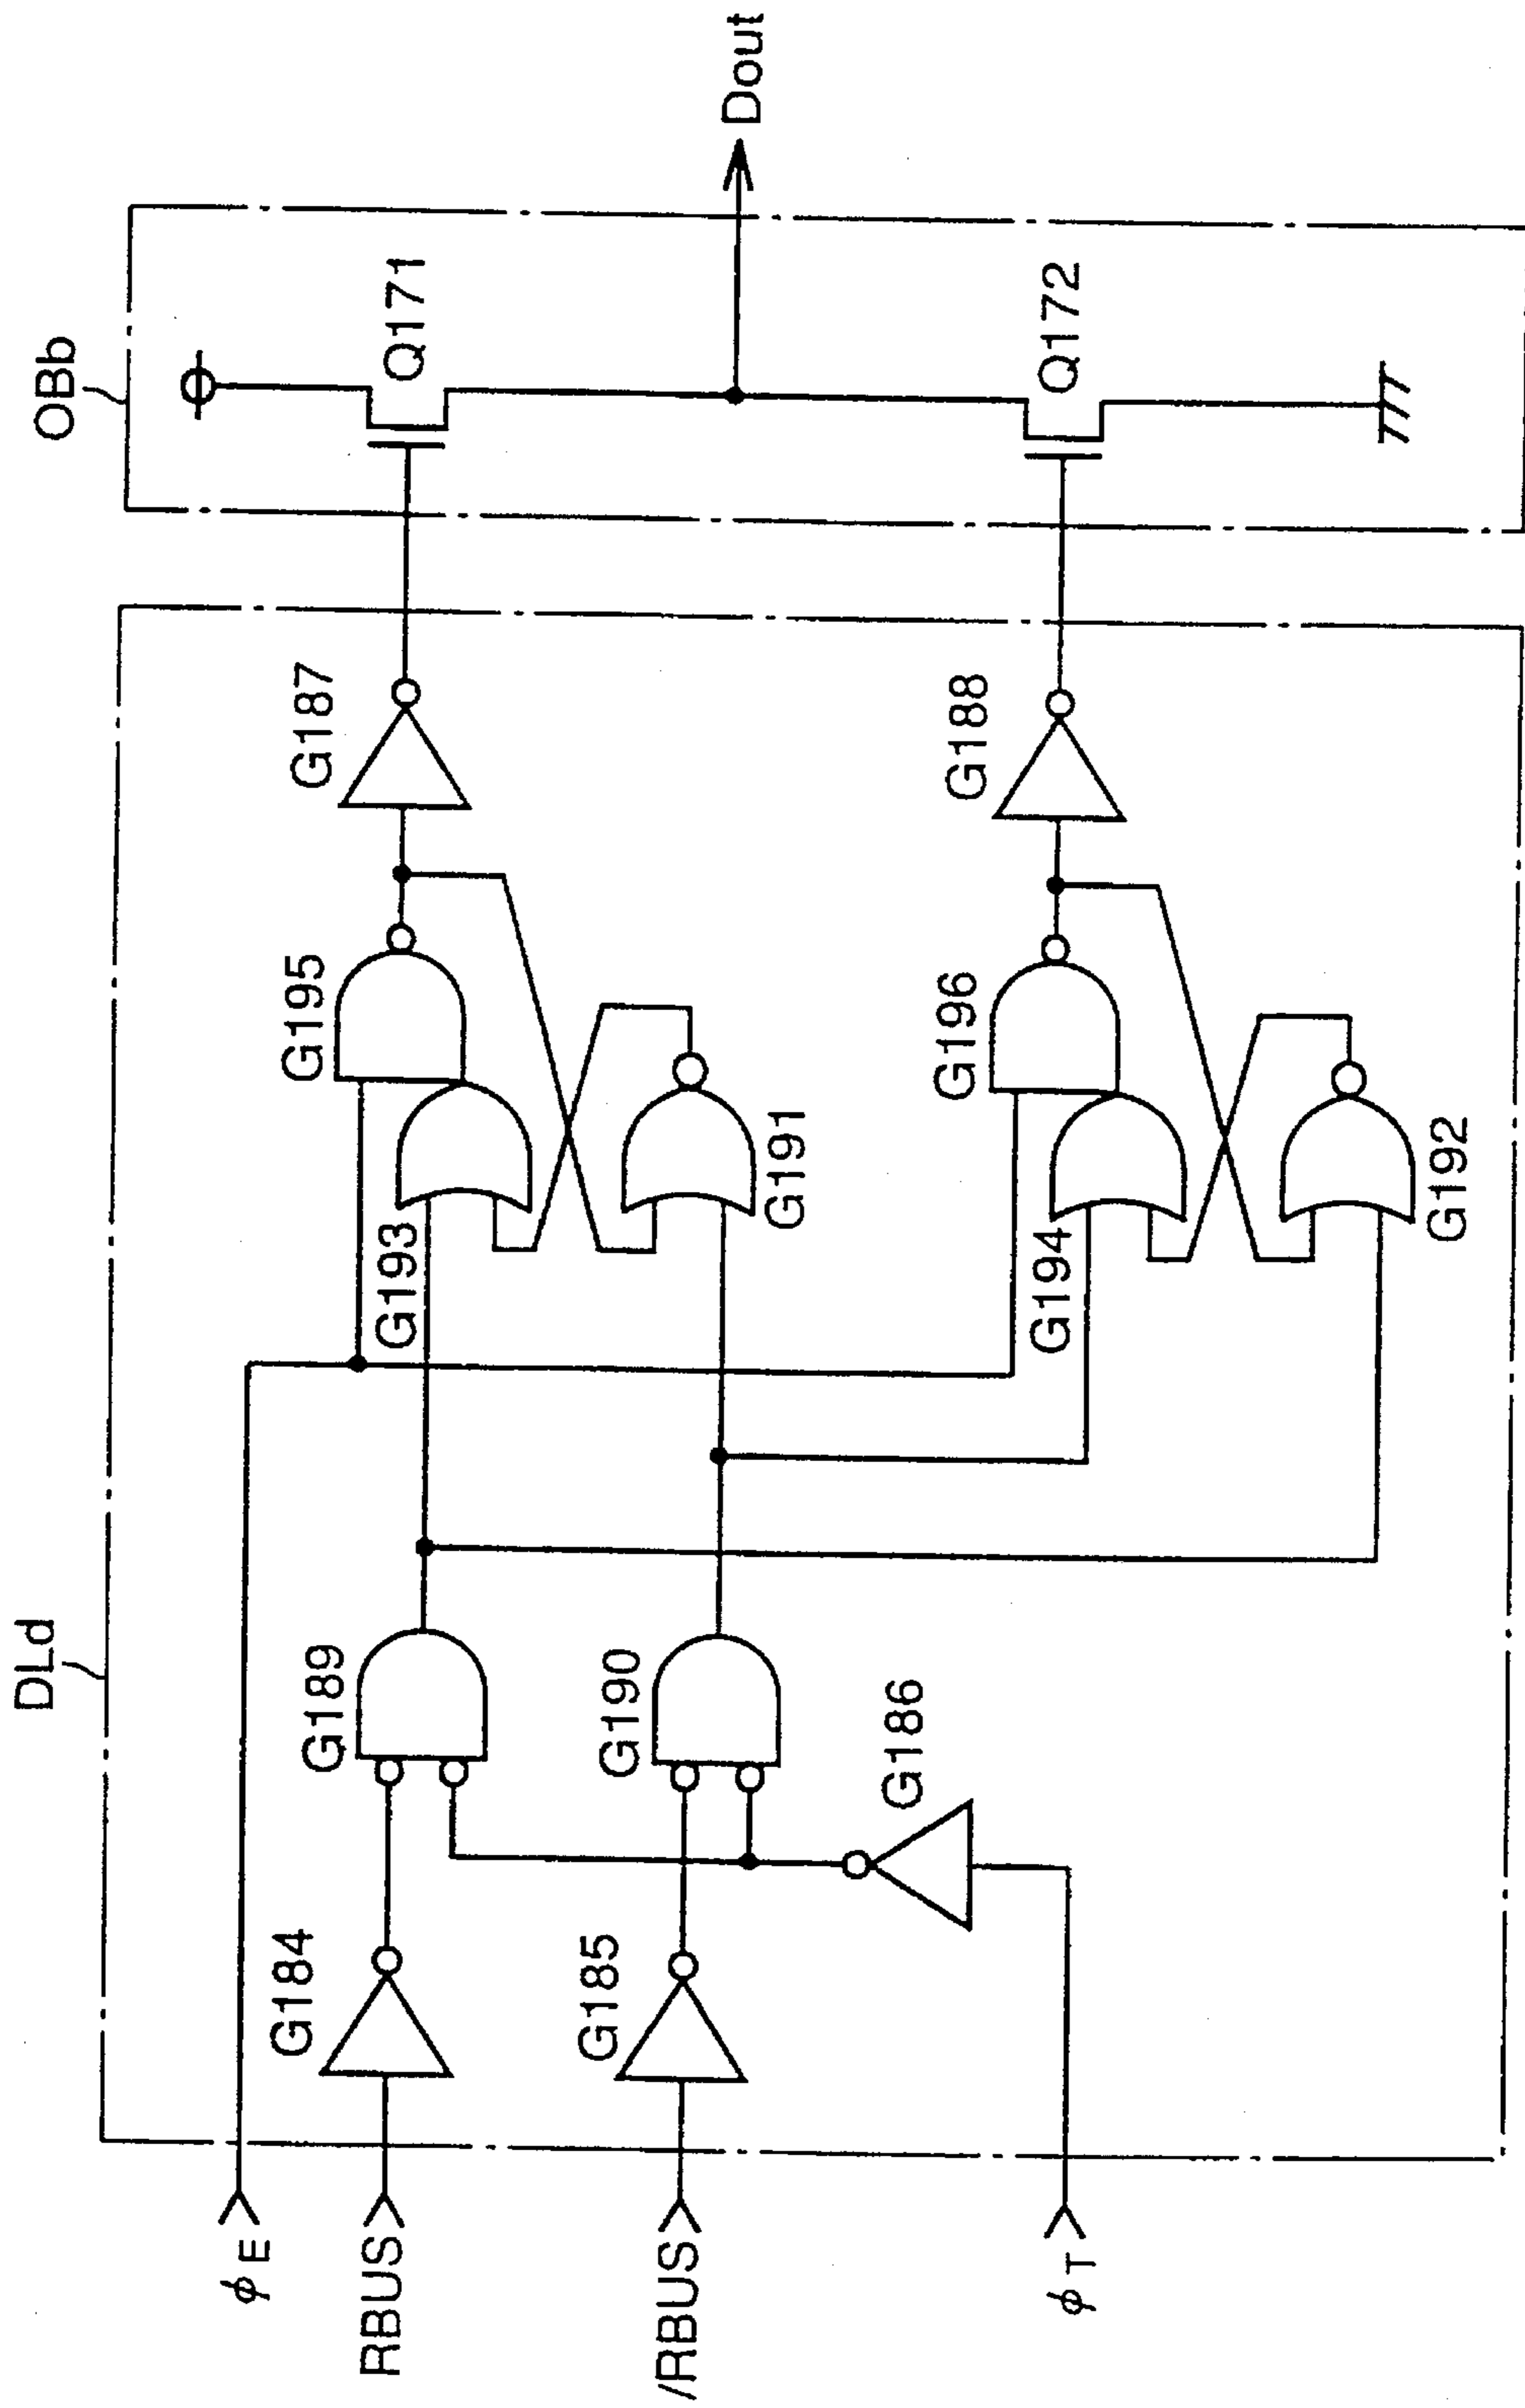 DLd
OBb
φE
RBUS
/RBUS
φT
G184
G185
G186
G189
G190
G193
G195
G191
G194
G196
G192
G187
G188
Q171
Q172
Dout